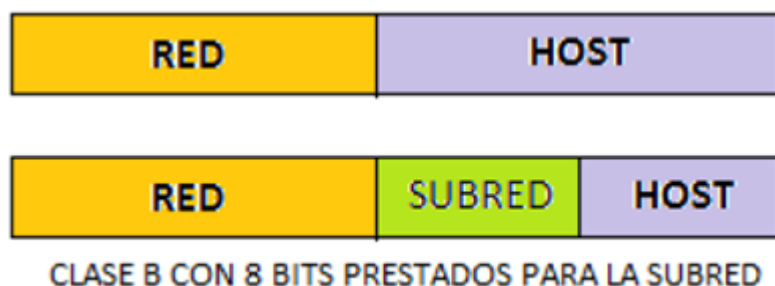 RED HOST
RED SUBRED HOST
CLASE B CON 8 BITS PRESTADOS PARA LA SUBRED